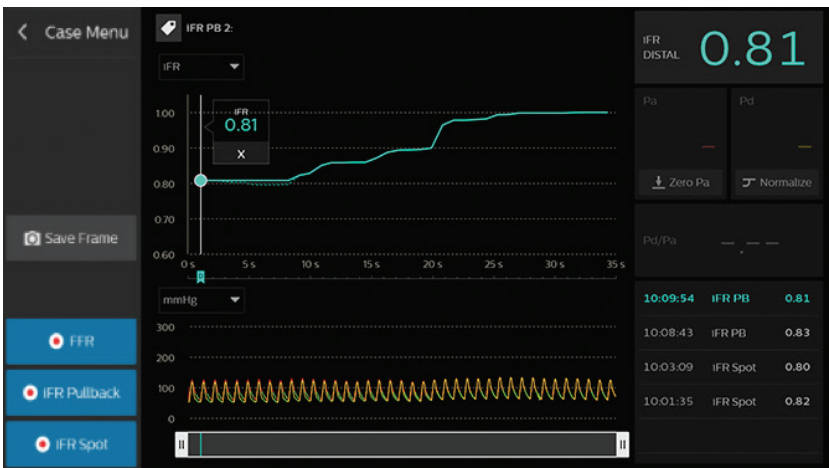 Case Menu
iFR PB 2:
iFR
iFR
DISTAL
0.81
Pa
Pd
Zero Pa
Normalize
Pd/Pa
Save Frame
FFR
iFR Pullback
iFR Spot
1.00
0.90
0.80
0.70
0.60
iFR
0.81
X
0 s
5 s
10 s
15 s
20 s
25 s
30 s
35 s
D
mmHg
300
200
100
0
10:09:54 iFR PB 0.81
10:08:43 iFR PB 0.83
10:03:09 iFR Spot 0.80
10:01:35 iFR Spot 0.82